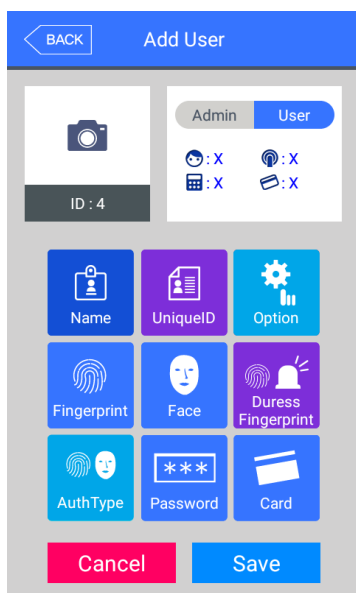 BACK Add User
Admin User
: X : X
: X : X
ID : 4
Name UniqueID Option
Fingerprint Face Duress
Fingerprint
AuthType *** Password Card
Cancel Save